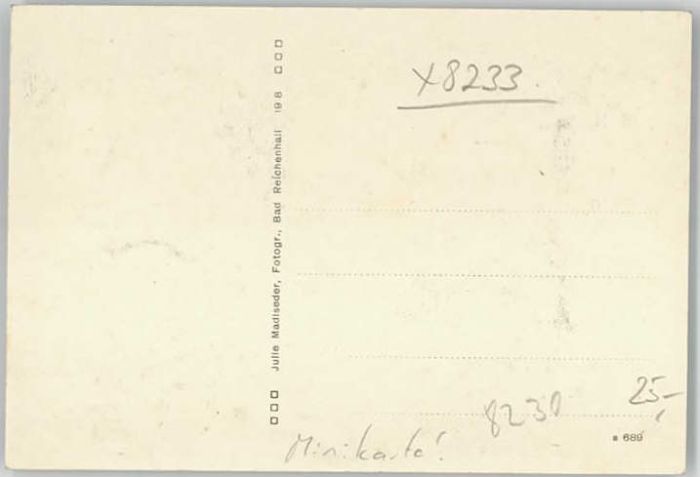 x8233.
Julie Madlseder, Fotogr., Bad Reichenhall 198
25,-
8230
689
Minikarte!